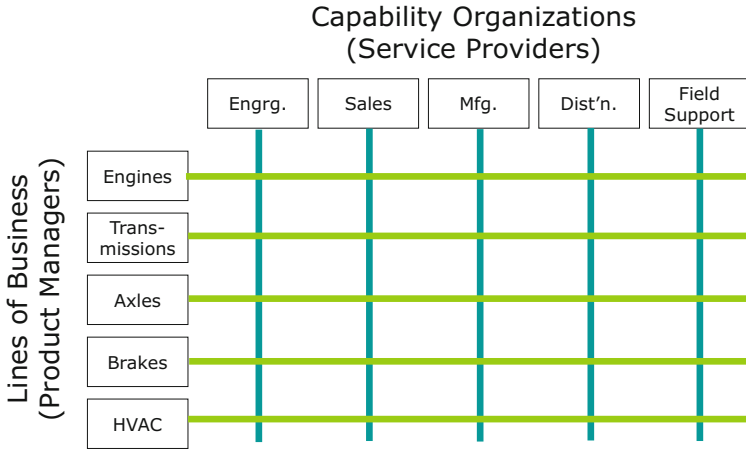 Capability Organizations
(Service Providers)
Engrg.
Sales
Mfg.
Dist’n.
Field
Support
Lines of Business
(Product Managers)
Engines
Trans-
missions
Axles
Brakes
HVAC